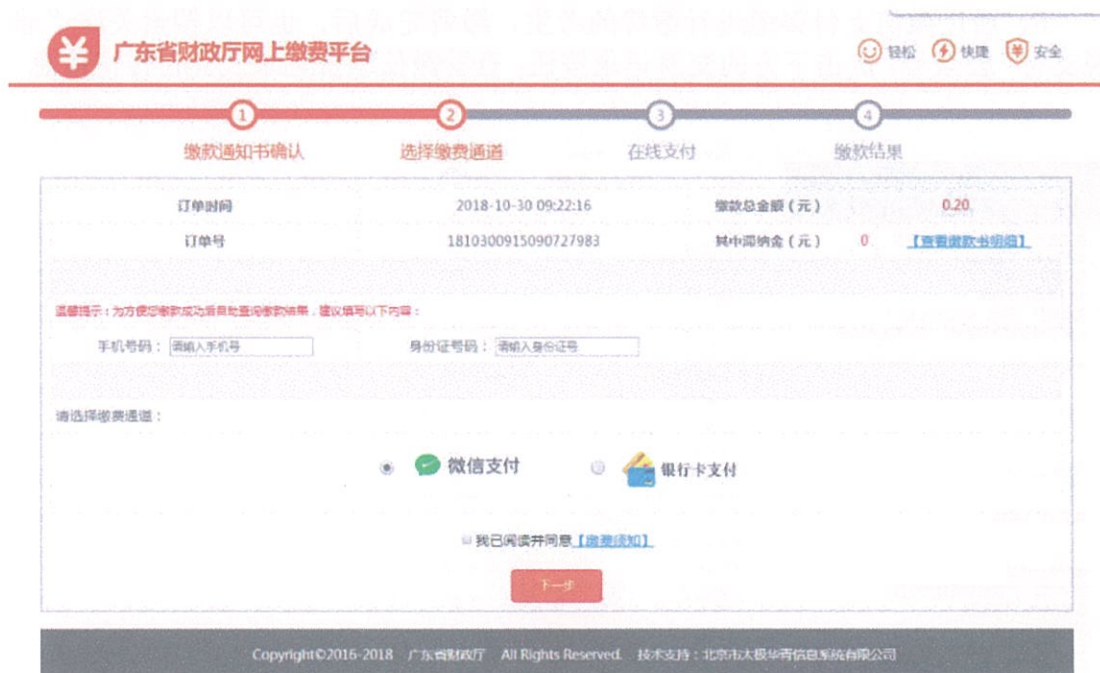 广东省财政厅网上缴费平台 轻松 快捷 安全
1 2 3 4
缴款通知书确认 选择缴费通道 在线支付 缴款结果
订单时间 2018-10-30 09:22:16 缴款总金额（元） 0.20
订单号 1810300915090727983 其中滞纳金（元） 0 【查看缴款书明细】
温馨提示：为方便您缴款成功后自助查询缴款结果，建议填写以下内容：
手机号码： 请输入手机号 身份证号码： 请输入身份证号
请选择缴费通道：
微信支付 银行卡支付
我已阅读并同意【缴费须知】
下一步
Copyright©2016-2018 广东省财政厅 All Rights Reserved. 技术支持：北京市太极华青信息系统有限公司